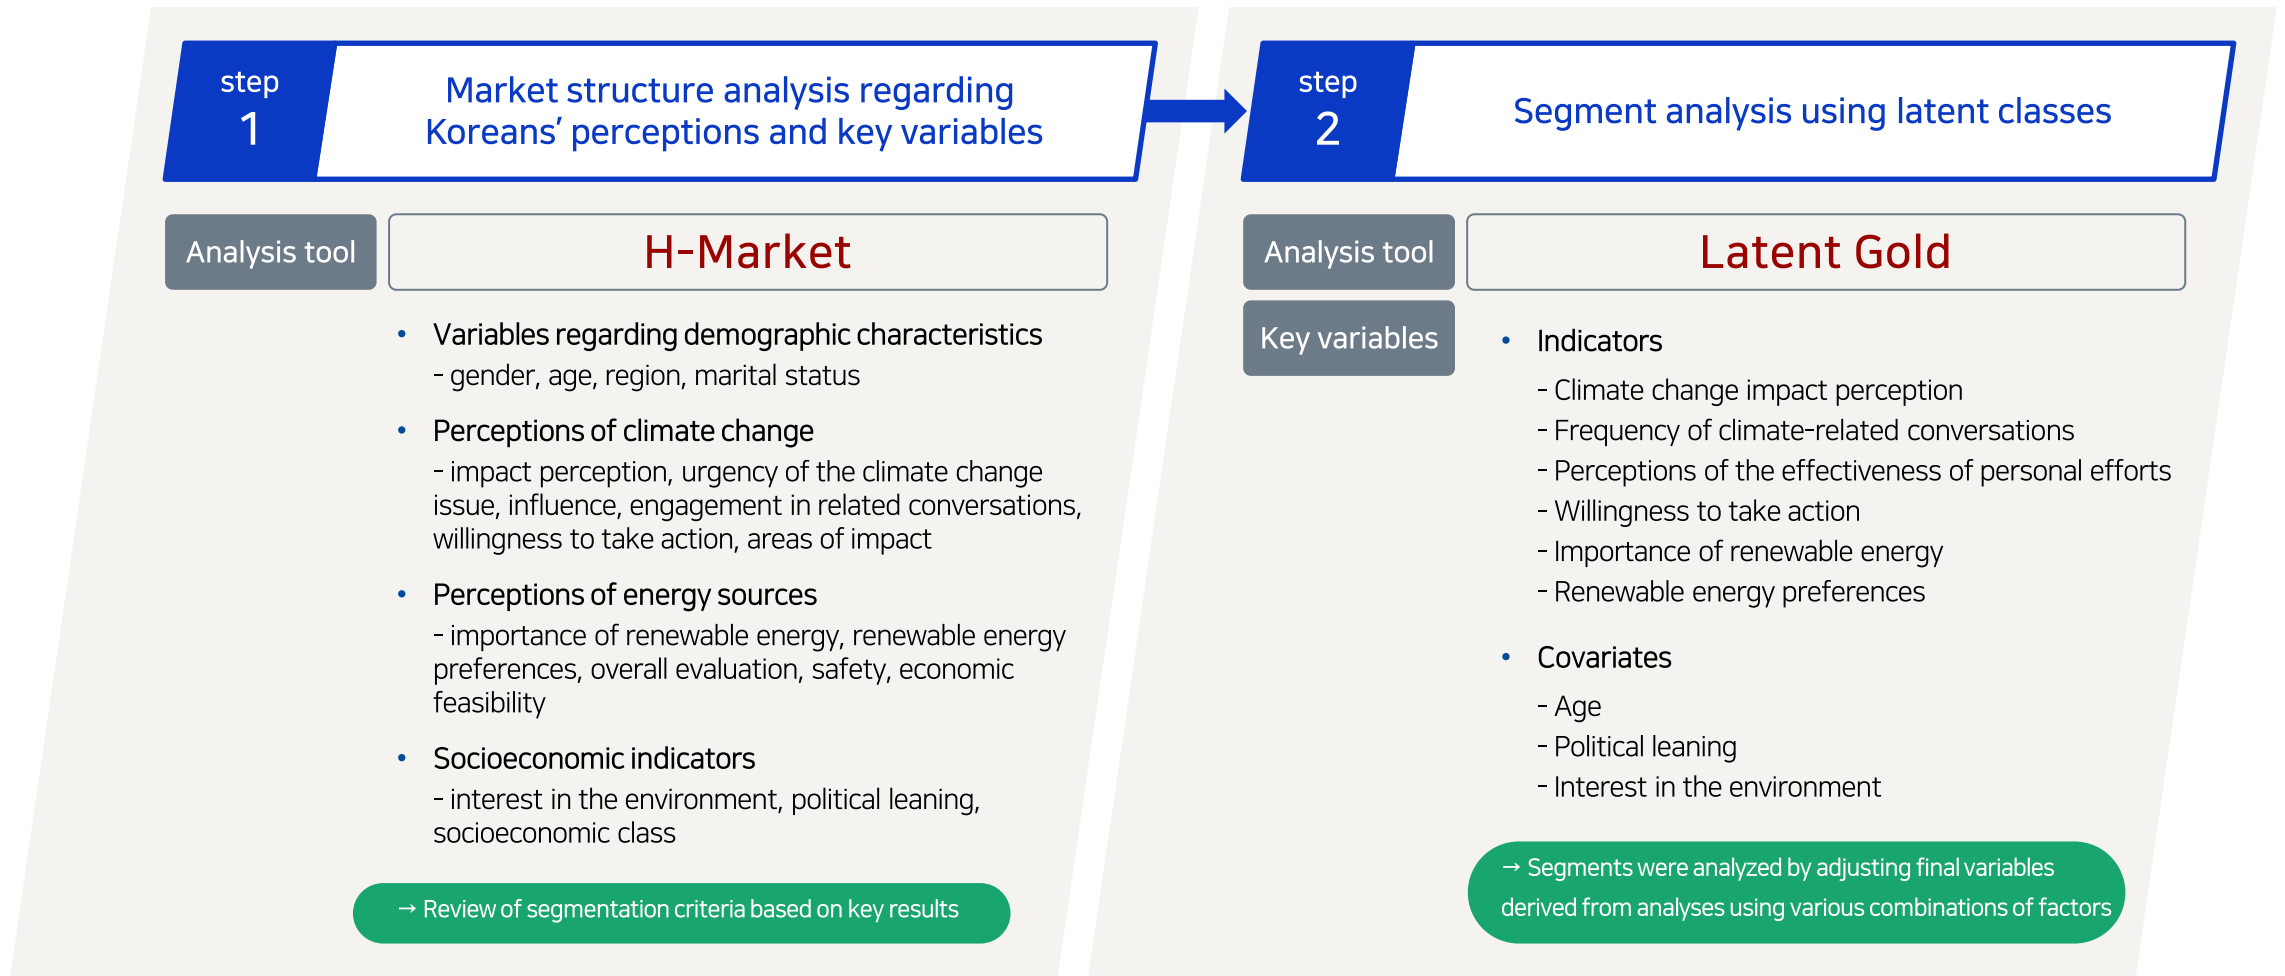 step
1
Market structure analysis regarding
Koreans’ perceptions and key variables
Analysis tool
H-Market
• Variables regarding demographic characteristics
- gender, age, region, marital status
• Perceptions of climate change
- impact perception, urgency of the climate change
issue, influence, engagement in related conversations,
willingness to take action, areas of impact
• Perceptions of energy sources
- importance of renewable energy, renewable energy
preferences, overall evaluation, safety, economic
feasibility
• Socioeconomic indicators
- interest in the environment, political leaning,
socioeconomic class
→ Review of segmentation criteria based on key results
step
2
Segment analysis using latent classes
Analysis tool
Latent Gold
Key variables
• Indicators
- Climate change impact perception
- Frequency of climate-related conversations
- Perceptions of the effectiveness of personal efforts
- Willingness to take action
- Importance of renewable energy
- Renewable energy preferences
• Covariates
- Age
- Political leaning
- Interest in the environment
→ Segments were analyzed by adjusting final variables
derived from analyses using various combinations of factors